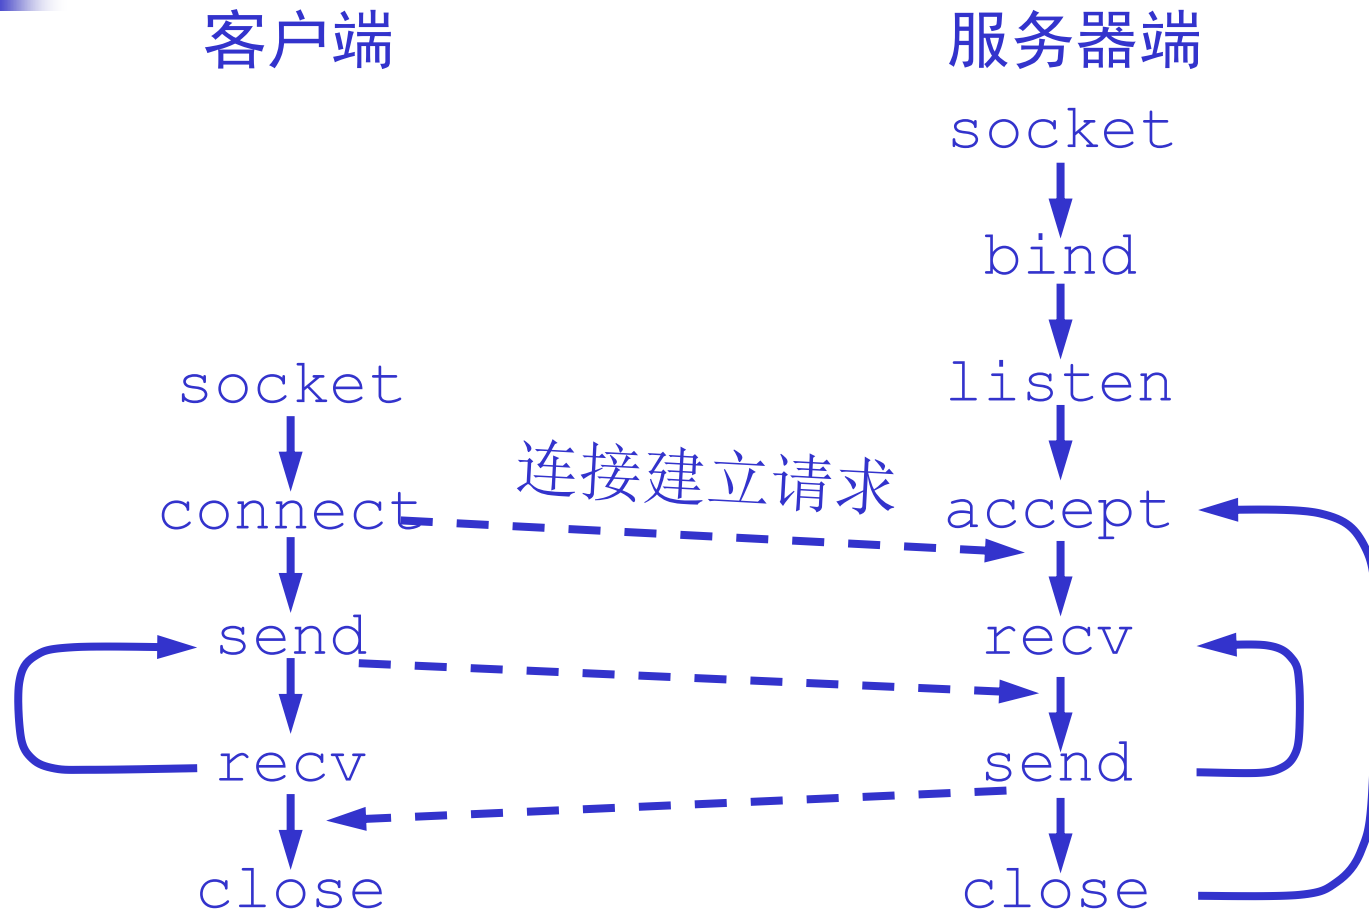 客户端
服务器端
socket
bind
listen
socket
连接建立请求
connect
accept
send
recv
recv
send
close
close